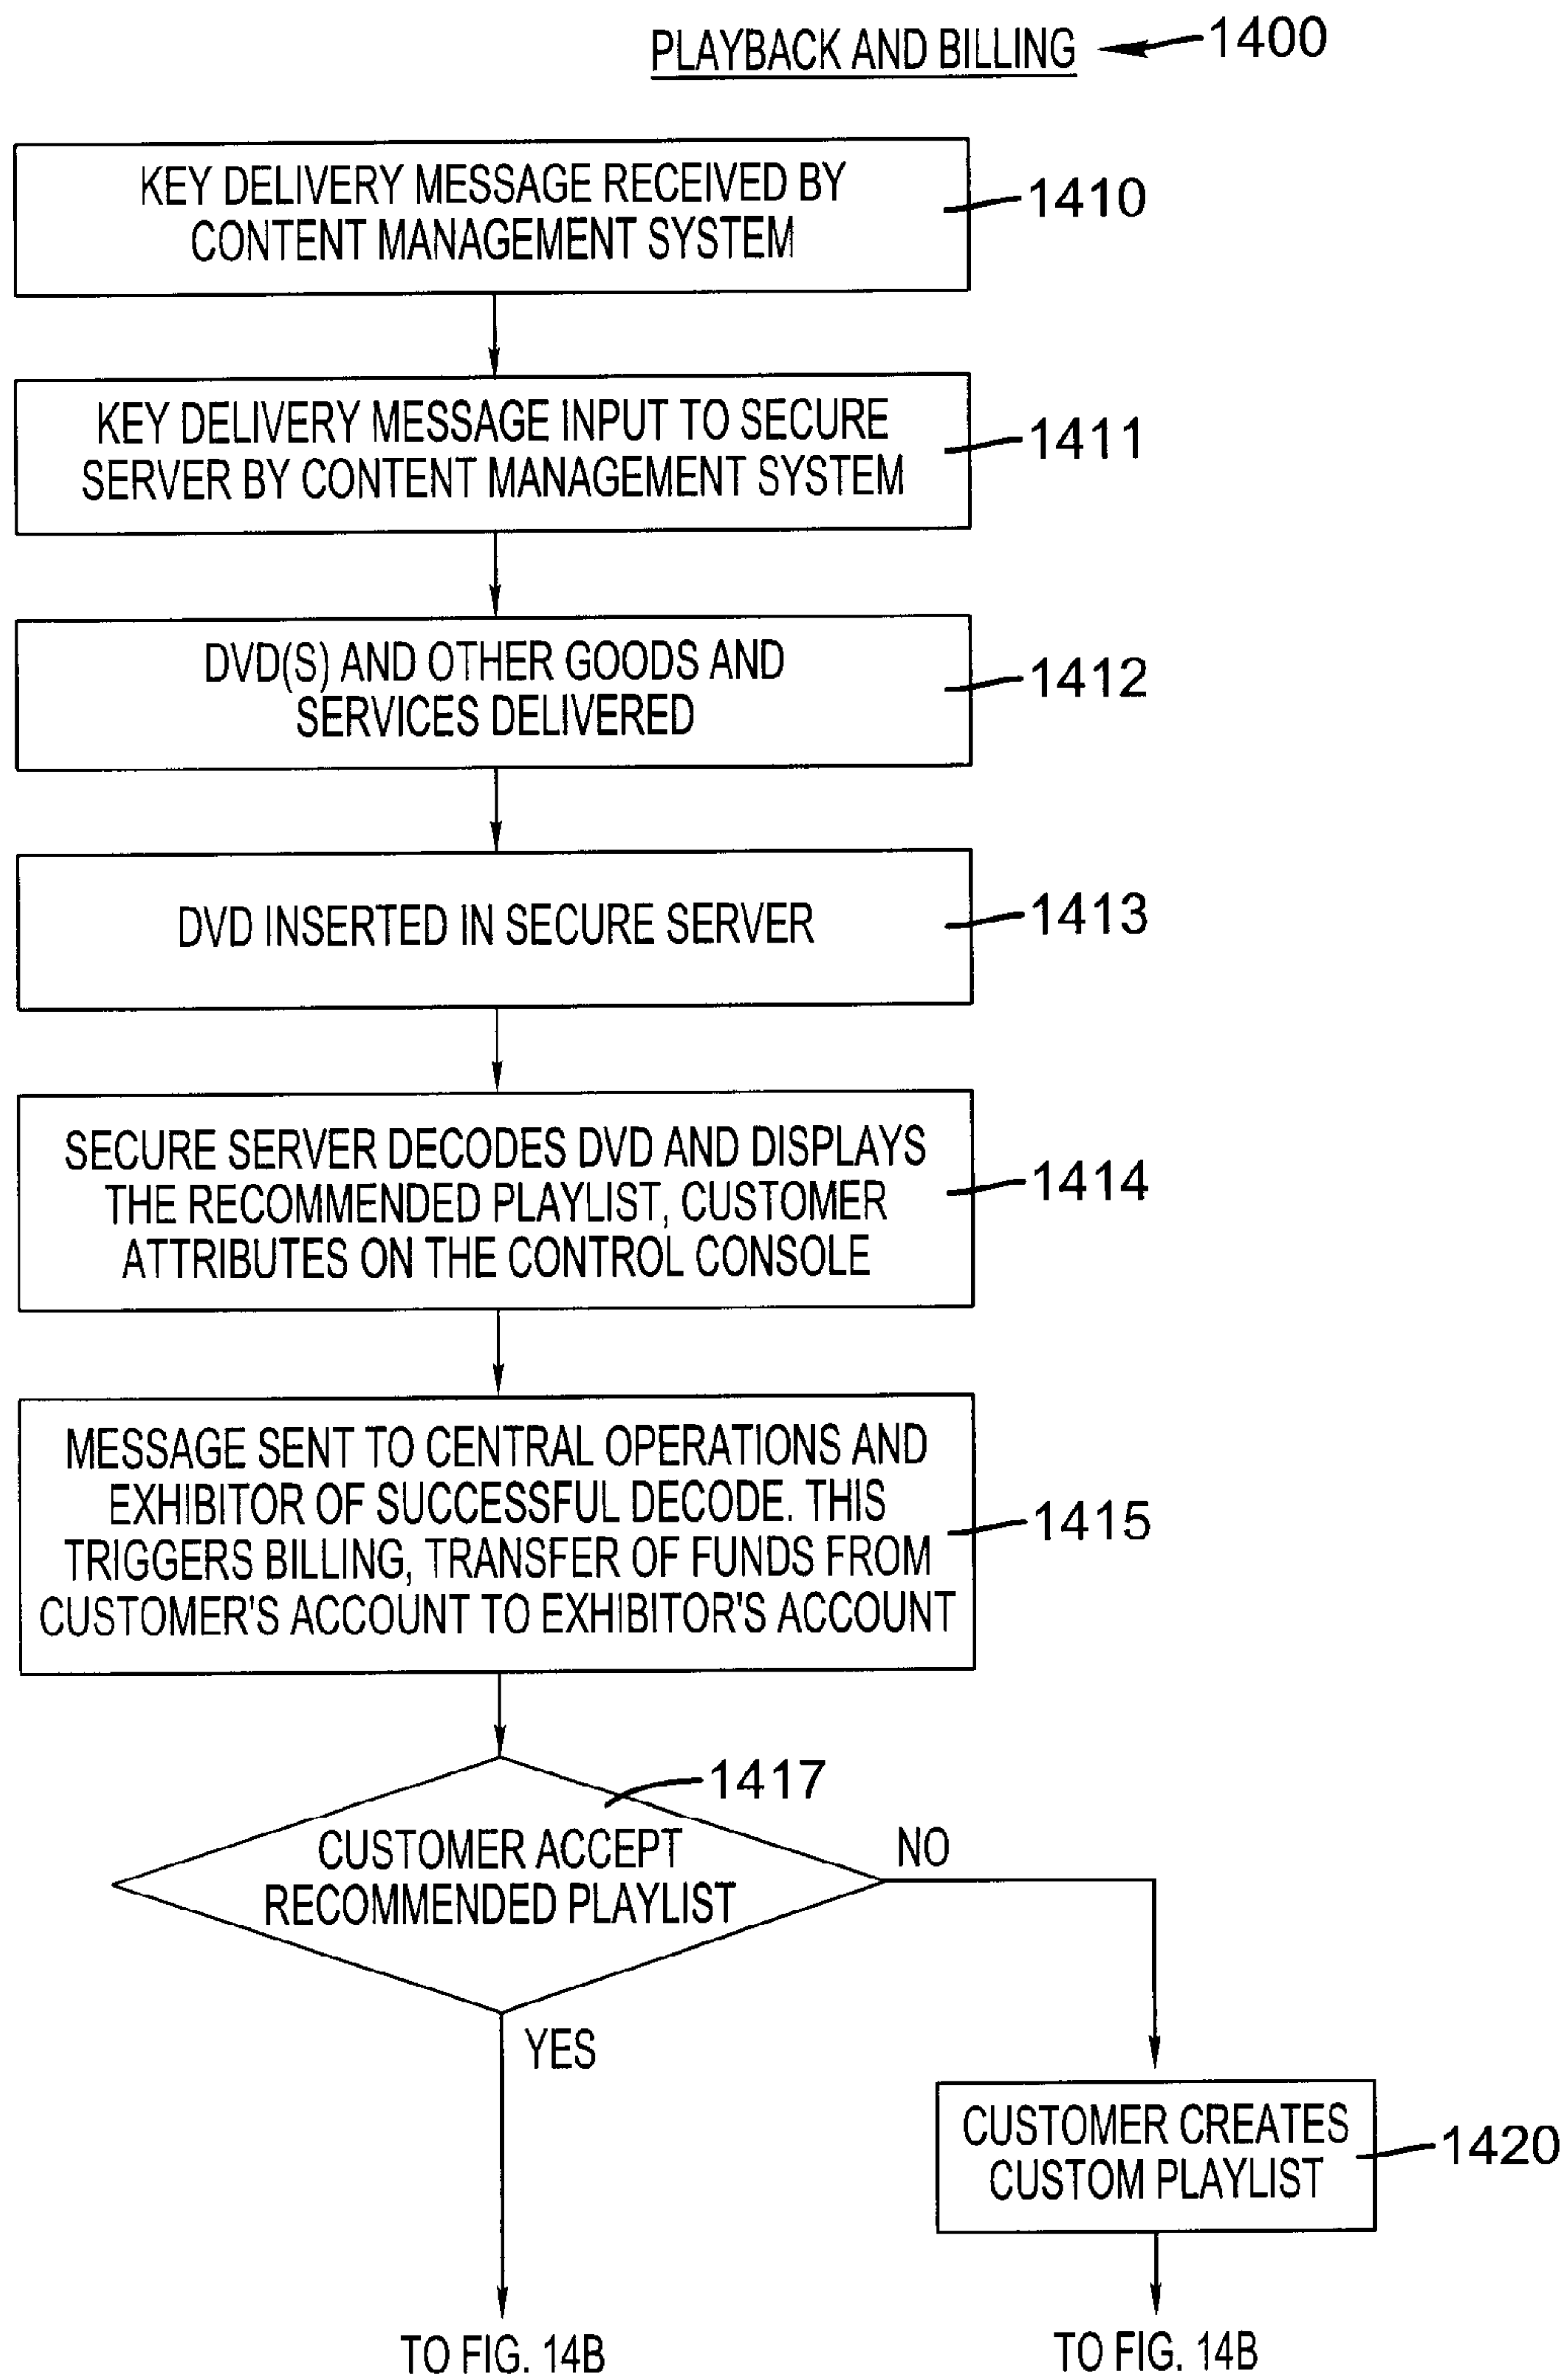 PLAYBACK AND BILLING
1400
KEY DELIVERY MESSAGE RECEIVED BY
CONTENT MANAGEMENT SYSTEM
1410
KEY DELIVERY MESSAGE INPUT TO SECURE
SERVER BY CONTENT MANAGEMENT SYSTEM
1411
DVD(S) AND OTHER GOODS AND
SERVICES DELIVERED
1412
DVD INSERTED IN SECURE SERVER
1413
SECURE SERVER DECODES DVD AND DISPLAYS
THE RECOMMENDED PLAYLIST, CUSTOMER
ATTRIBUTES ON THE CONTROL CONSOLE
1414
MESSAGE SENT TO CENTRAL OPERATIONS AND
EXHIBITOR OF SUCCESSFUL DECODE. THIS
TRIGGERS BILLING, TRANSFER OF FUNDS FROM
CUSTOMER'S ACCOUNT TO EXHIBITOR'S ACCOUNT
1415
1417
CUSTOMER ACCEPT
RECOMMENDED PLAYLIST
NO
YES
CUSTOMER CREATES
CUSTOM PLAYLIST
1420
TO FIG. 14B
TO FIG. 14B